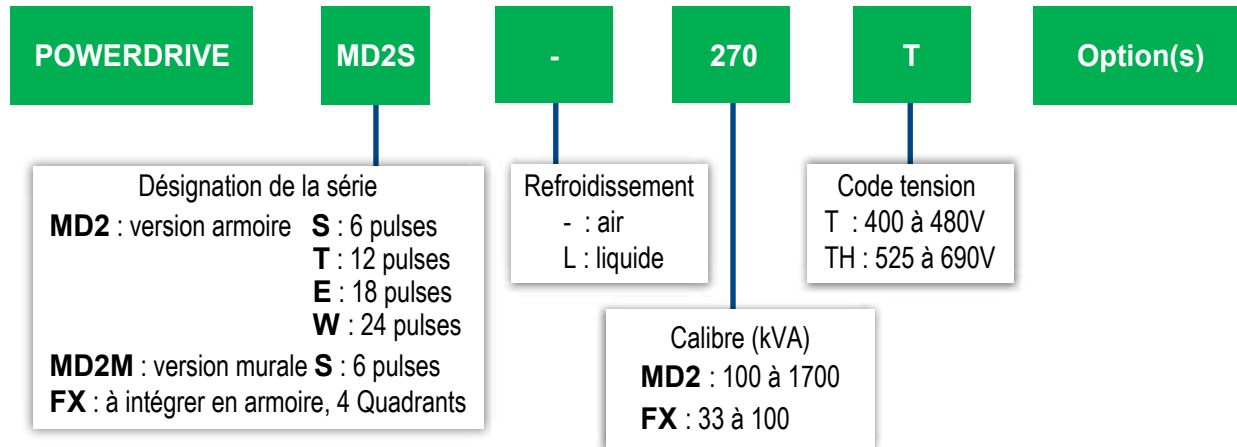 POWERDRIVE MD2S - 270 T Option(s)
Désignation de la série
MD2 : version armoire S : 6 pulses
T : 12 pulses
E : 18 pulses
W : 24 pulses
MD2M : version murale S : 6 pulses
FX : à intégrer en armoire, 4 Quadrants
Refroidissement
- : air
L : liquide
Calibre (kVA)
MD2 : 100 à 1700
FX : 33 à 100
Code tension
T : 400 à 480V
TH : 525 à 690V